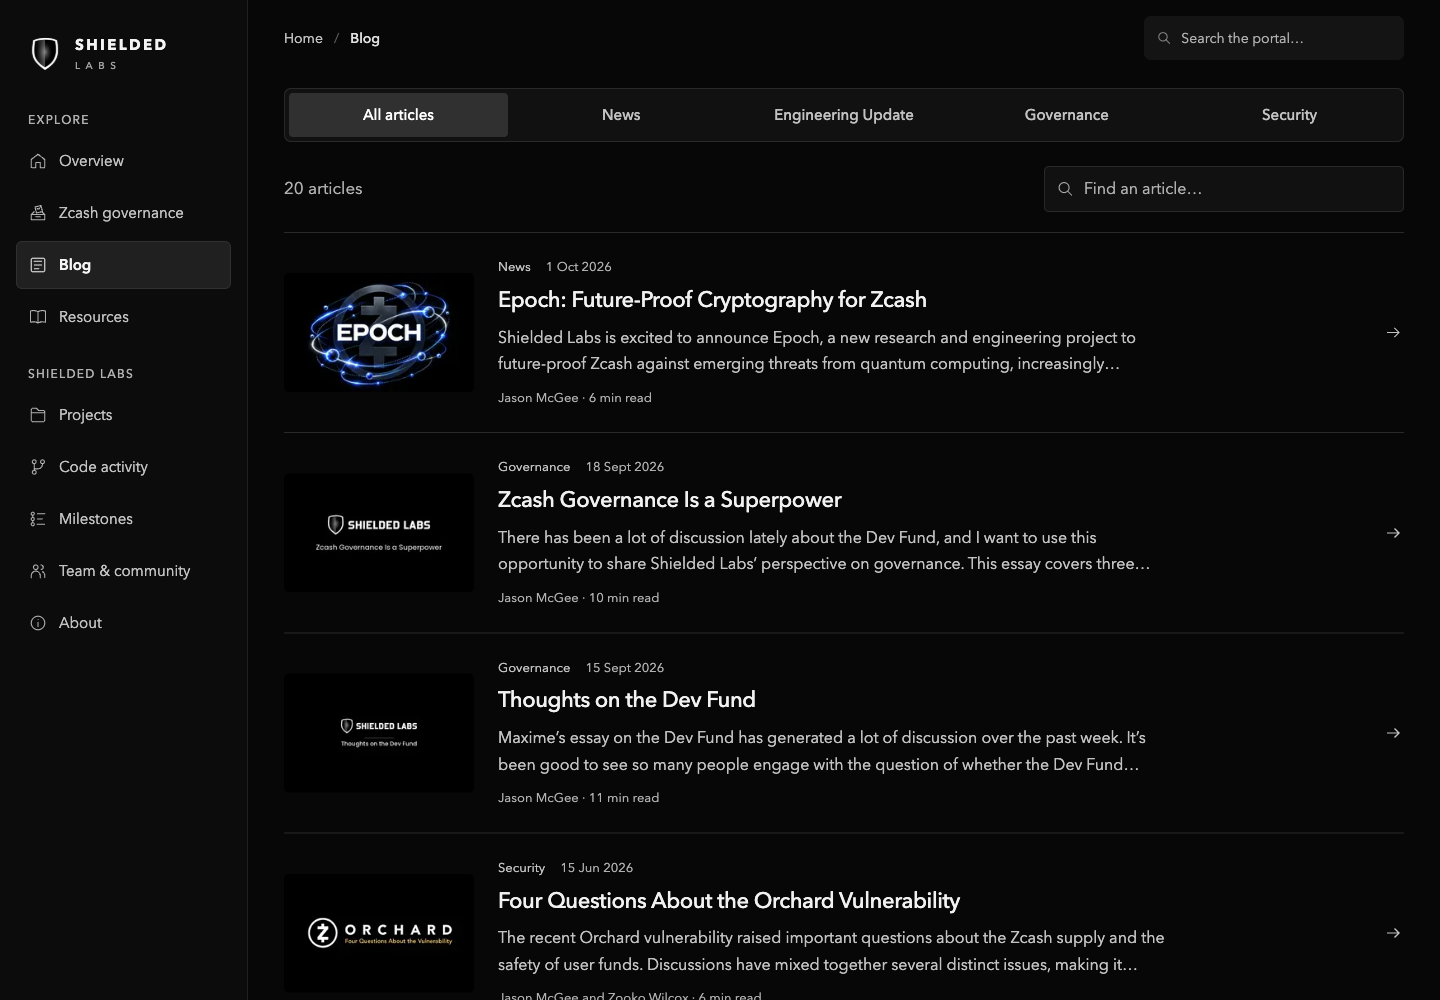 SHIELDED
LABS
EXPLORE
Overview
Zcash governance
Blog
Resources
SHIELDED LABS
Projects
Code activity
Milestones
Team & community
About
Home / Blog
Search the portal...
All articles
News
Engineering Update
Governance
Security
20 articles
Find an article...
EPOCH
News 1 Oct 2026
Epoch: Future-Proof Cryptography for Zcash
Shielded Labs is excited to announce Epoch, a new research and engineering project to
future-proof Zcash against emerging threats from quantum computing, increasingly...
Jason McGee · 6 min read
SHIELDED LABS
Zcash Governance Is a Superpower
Governance 18 Sept 2026
Zcash Governance Is a Superpower
There has been a lot of discussion lately about the Dev Fund, and I want to use this
opportunity to share Shielded Labs’ perspective on governance. This essay covers three...
Jason McGee · 10 min read
SHIELDED LABS
Thoughts on the Dev Fund
Governance 15 Sept 2026
Thoughts on the Dev Fund
Maxime’s essay on the Dev Fund has generated a lot of discussion over the past week. It’s
been good to see so many people engage with the question of whether the Dev Fund...
Jason McGee · 11 min read
ORCHARD
Four Questions About the Vulnerability
Security 15 Jun 2026
Four Questions About the Orchard Vulnerability
The recent Orchard vulnerability raised important questions about the Zcash supply and the
safety of user funds. Discussions have mixed together several distinct issues, making it...
Jason McGee and Zooko Wilcox · 6 min read